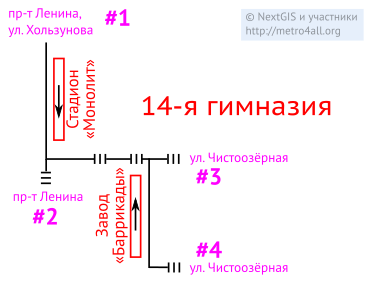 пр-т Ленина,
ул. Хользунова
#1
© NextGIS и участники
http://metro4all.org
Стадион
«Монолит»
14-я гимназия
ул. Чистоозёрная
#3
пр-т Ленина
#2
Завод
«Баррикады»
#4
ул. Чистоозёрная